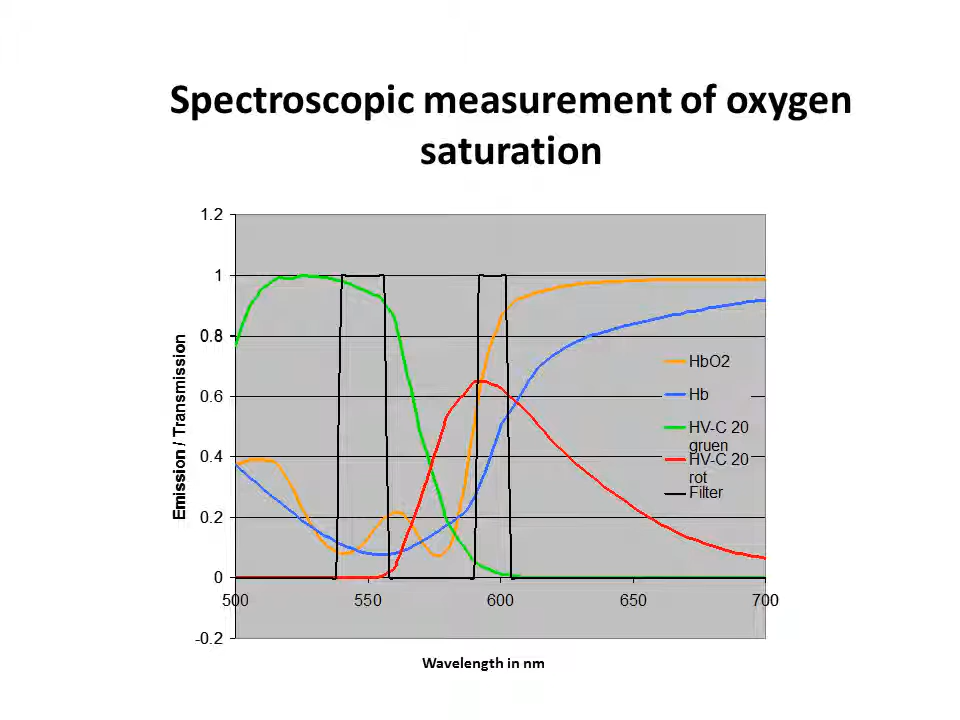 Spectroscopic measurement of oxygen
saturation
1.2
1
0.8
0.6
0.4
0.2
0
-0.2
Emission / Transmission
500
550
600
650
700
Wavelength in nm
HbO2
Hb
HV-C 20
gruen
HV-C 20
rot
Filter